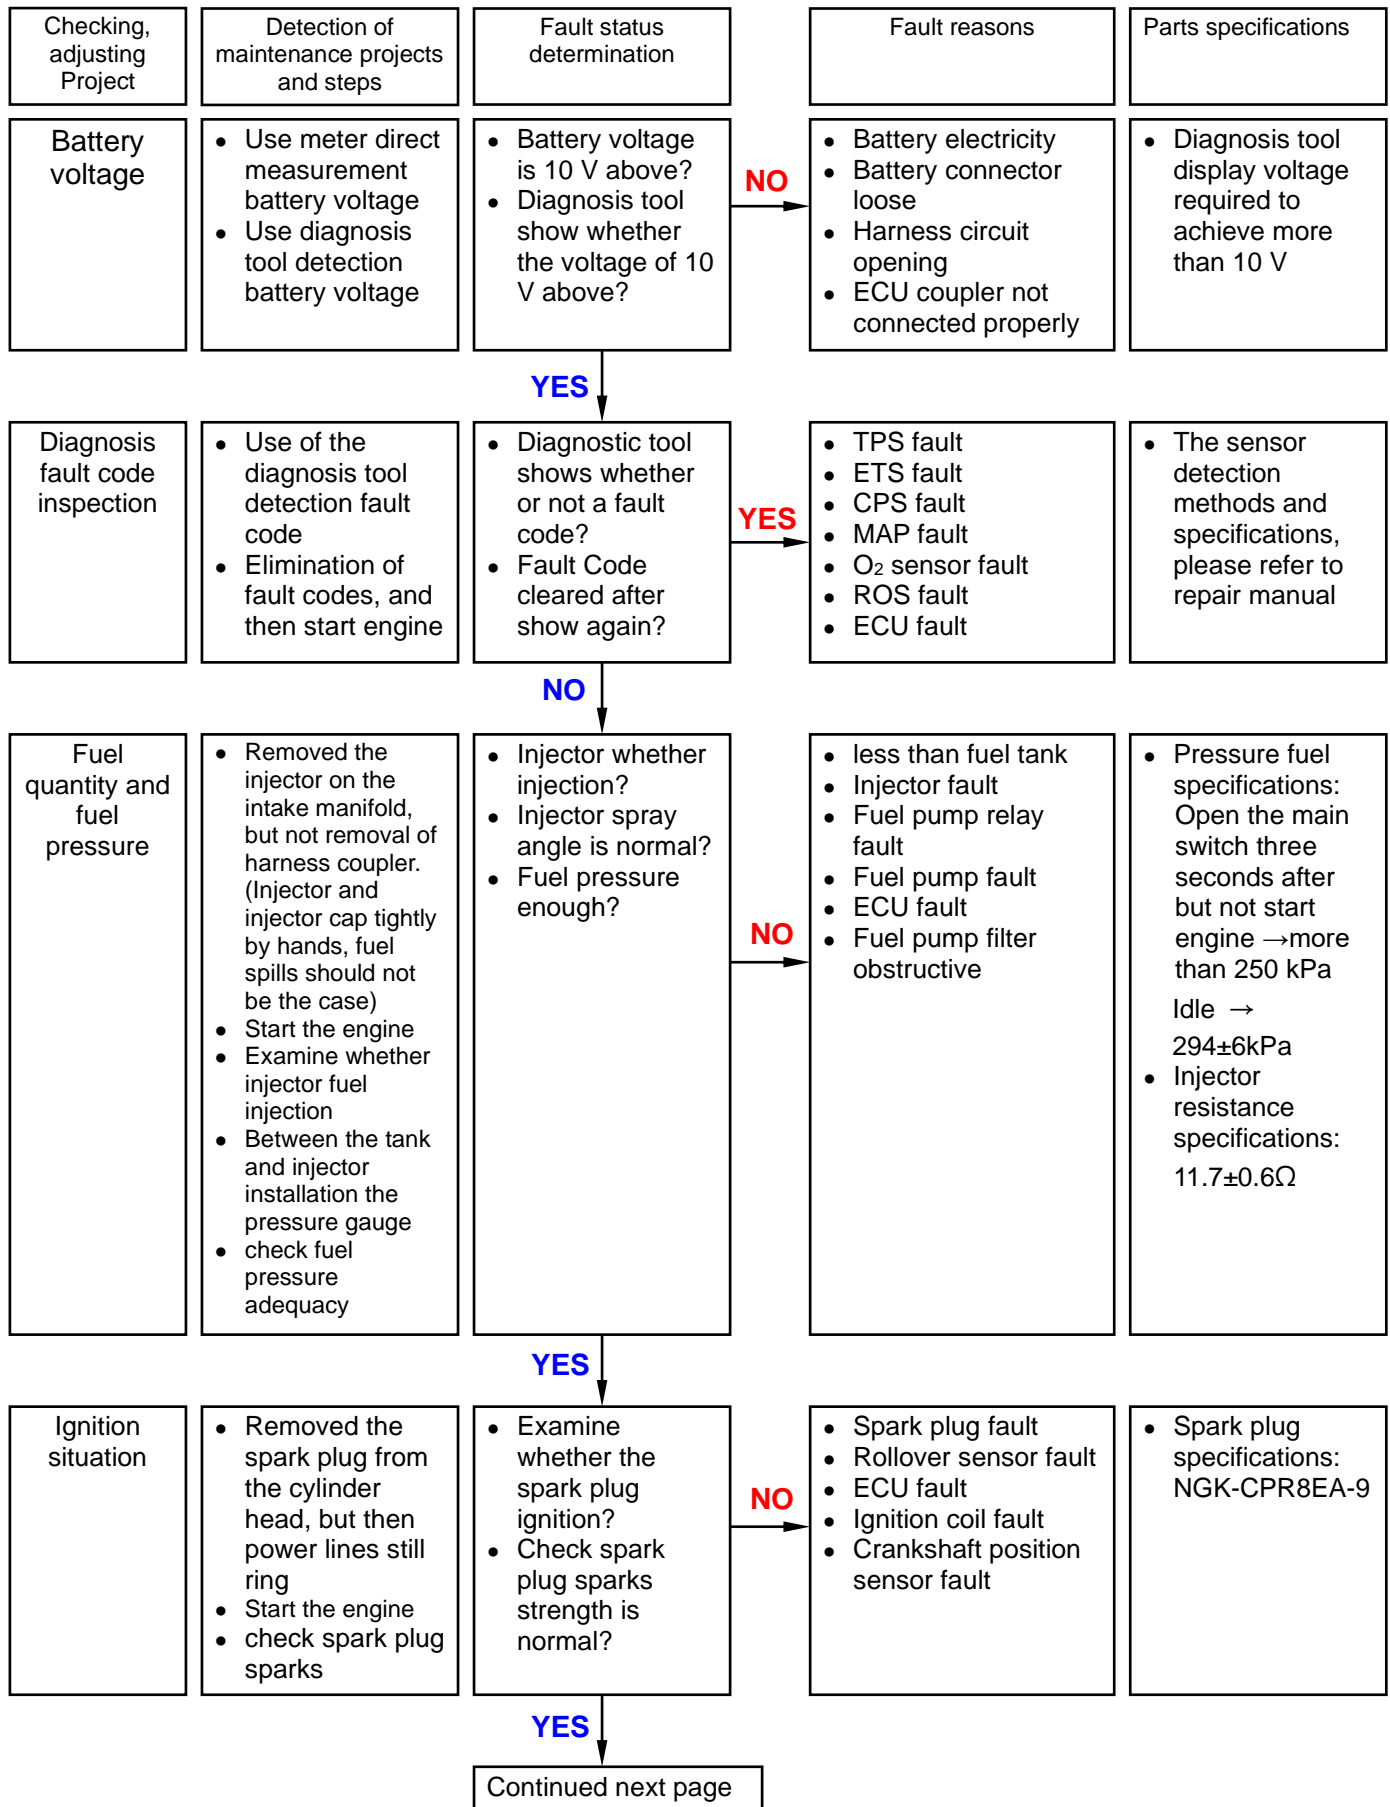 Checking,
adjusting
Project
Detection of
maintenance projects
and steps
Fault status
determination
Fault reasons
Parts specifications
Battery
voltage
● Use meter direct
measurement
battery voltage
● Use diagnosis
tool detection
battery voltage
● Battery voltage
is 10 V above?
● Diagnosis tool
show whether
the voltage of 10
V above?
NO
● Battery electricity
● Battery connector
loose
● Harness circuit
opening
● ECU coupler not
connected properly
● Diagnosis tool
display voltage
required to
achieve more
than 10 V
YES
Diagnosis
fault code
inspection
● Use of the
diagnosis tool
detection fault
code
● Elimination of
fault codes, and
then start engine
● Diagnostic tool
shows whether
or not a fault
code?
● Fault Code
cleared after
show again?
YES
● TPS fault
● ETS fault
● CPS fault
● MAP fault
● O2 sensor fault
● ROS fault
● ECU fault
● The sensor
detection
methods and
specifications,
please refer to
repair manual
NO
Fuel
quantity and
fuel
pressure
● Removed the
injector on the
intake manifold,
but not removal of
harness coupler.
(Injector and
injector cap tightly
by hands, fuel
spills should not
be the case)
● Start the engine
● Examine whether
injector fuel
injection
● Between the tank
and injector
installation the
pressure gauge
● check fuel
pressure
adequacy
● Injector whether
injection?
● Injector spray
angle is normal?
● Fuel pressure
enough?
NO
● less than fuel tank
● Injector fault
● Fuel pump relay
fault
● Fuel pump fault
● ECU fault
● Fuel pump filter
obstructive
● Pressure fuel
specifications:
Open the main
switch three
seconds after
but not start
engine →more
than 250 kPa
Idle →
294±6kPa
● Injector
resistance
specifications:
11.7±0.6Ω
YES
Ignition
situation
● Removed the
spark plug from
the cylinder
head, but then
power lines still
ring
● Start the engine
● check spark plug
sparks
● Examine
whether the
spark plug
ignition?
● Check spark
plug sparks
strength is
normal?
NO
● Spark plug fault
● Rollover sensor fault
● ECU fault
● Ignition coil fault
● Crankshaft position
sensor fault
● Spark plug
specifications:
NGK-CPR8EA-9
YES
Continued next page